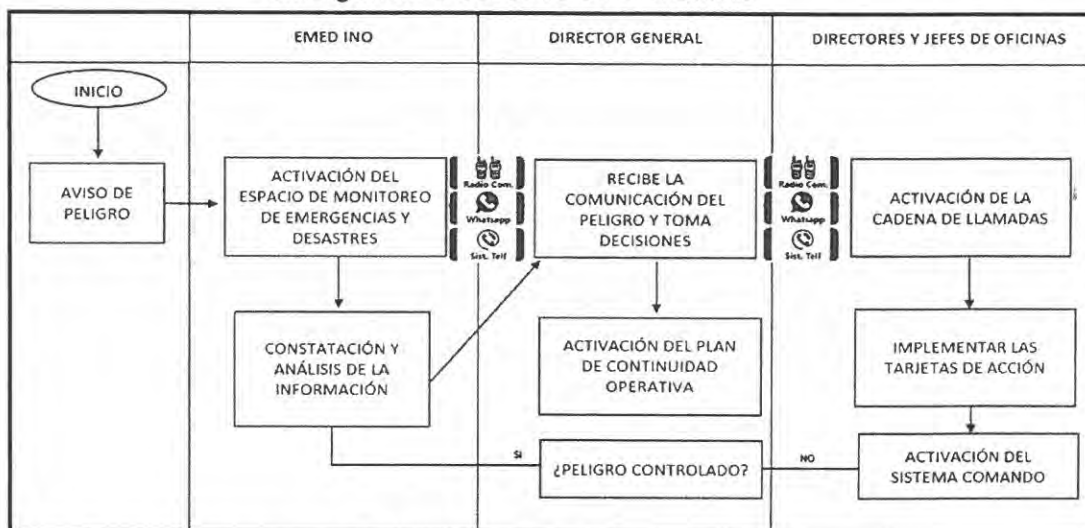 EMED INO
DIRECTOR GENERAL
DIRECTORES Y JEFES DE OFICINAS
INICIO
AVISO DE
PELIGRO
ACTIVACIÓN DEL
ESPACIO DE MONITOREO
DE EMERGENCIAS Y
DESASTRES
Radio Com.
Whatsapp
Sist. Telf
RECIBE LA
COMUNICACIÓN DEL
PELIGRO Y TOMA
DECISIONES
Radio Com.
Whatsapp
Sist. Telf
ACTIVACIÓN DE LA
CADENA DE LLAMADAS
CONSTATACIÓN Y
ANÁLISIS DE LA
INFORMACIÓN
ACTIVACIÓN DEL PLAN
DE CONTINUIDAD
OPERATIVA
IMPLEMENTAR LAS
TARJETAS DE ACCIÓN
SI
¿PELIGRO CONTROLADO?
NO
ACTIVACIÓN DEL
SISTEMA COMANDO